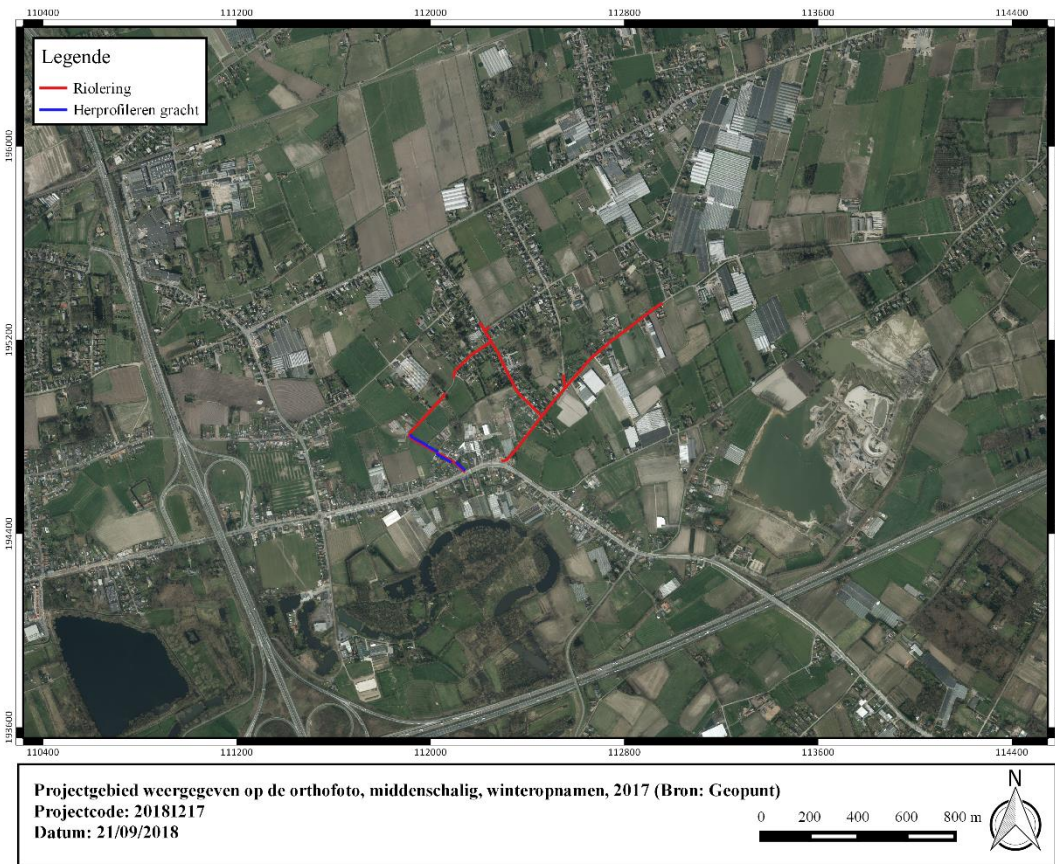 110400 111200 112000 112800 113600 114400
Legende
Riolering
Herprofileren gracht
196000
195200
194400
193600
110400 111200 112000 112800 113600 114400
Projectgebied weergegeven op de orthofoto, middenschalig, winteropnamen, 2017 (Bron: Geopunt)
Projectcode: 2018I217
Datum: 21/09/2018
0 200 400 600 800 m
N